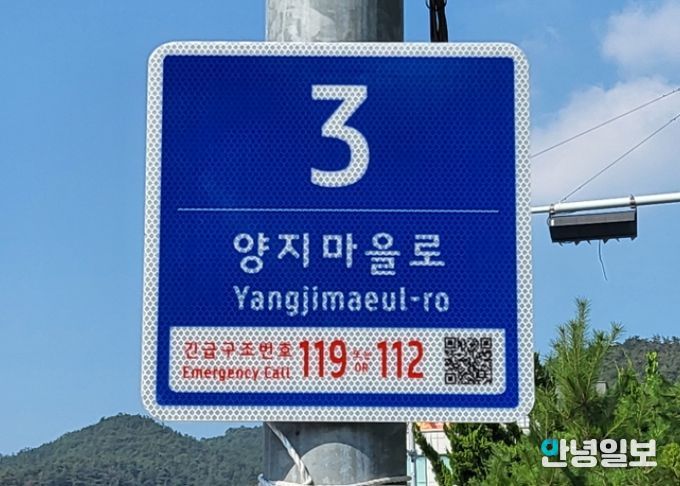 3
양지마을로
Yangjimaeul-ro
긴급구조번호 119 또는 112
Emergency Call OR
안녕일보